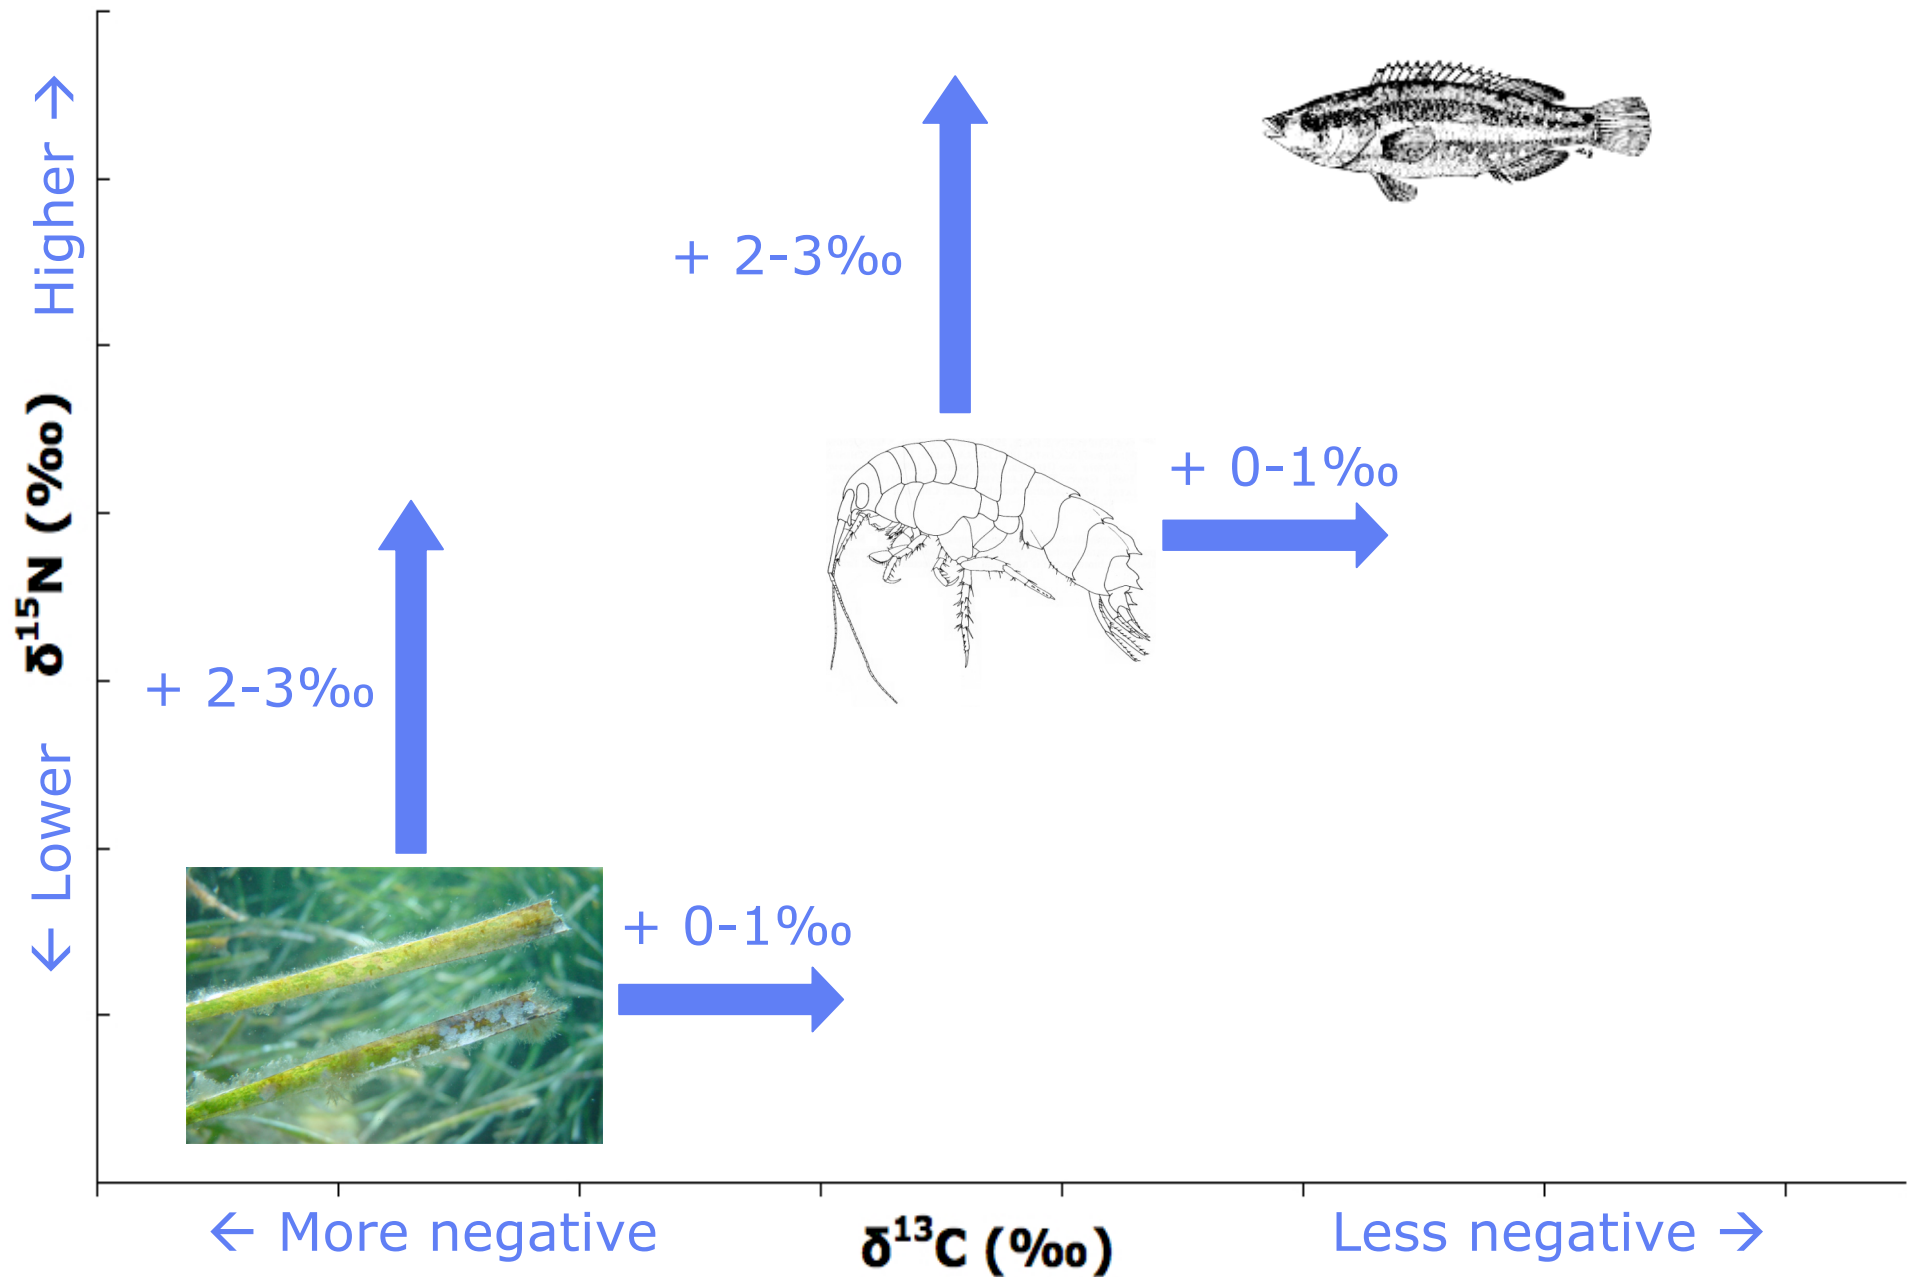 Higher →
δ¹⁵N (‰)
← Lower
+ 2-3‰
+ 0-1‰
+ 2-3‰
+ 0-1‰
← More negative
δ¹³C (‰)
Less negative →